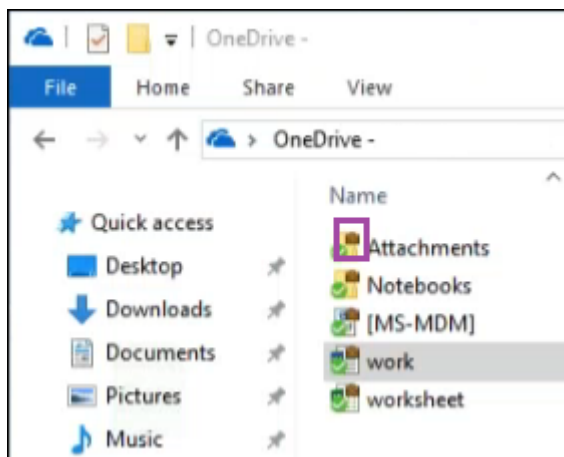 OneDrive -
File Home Share View
OneDrive -
Name
Quick access
Attachments
Desktop
Notebooks
Downloads
[MS-MDM]
Documents
work
Pictures
worksheet
Music